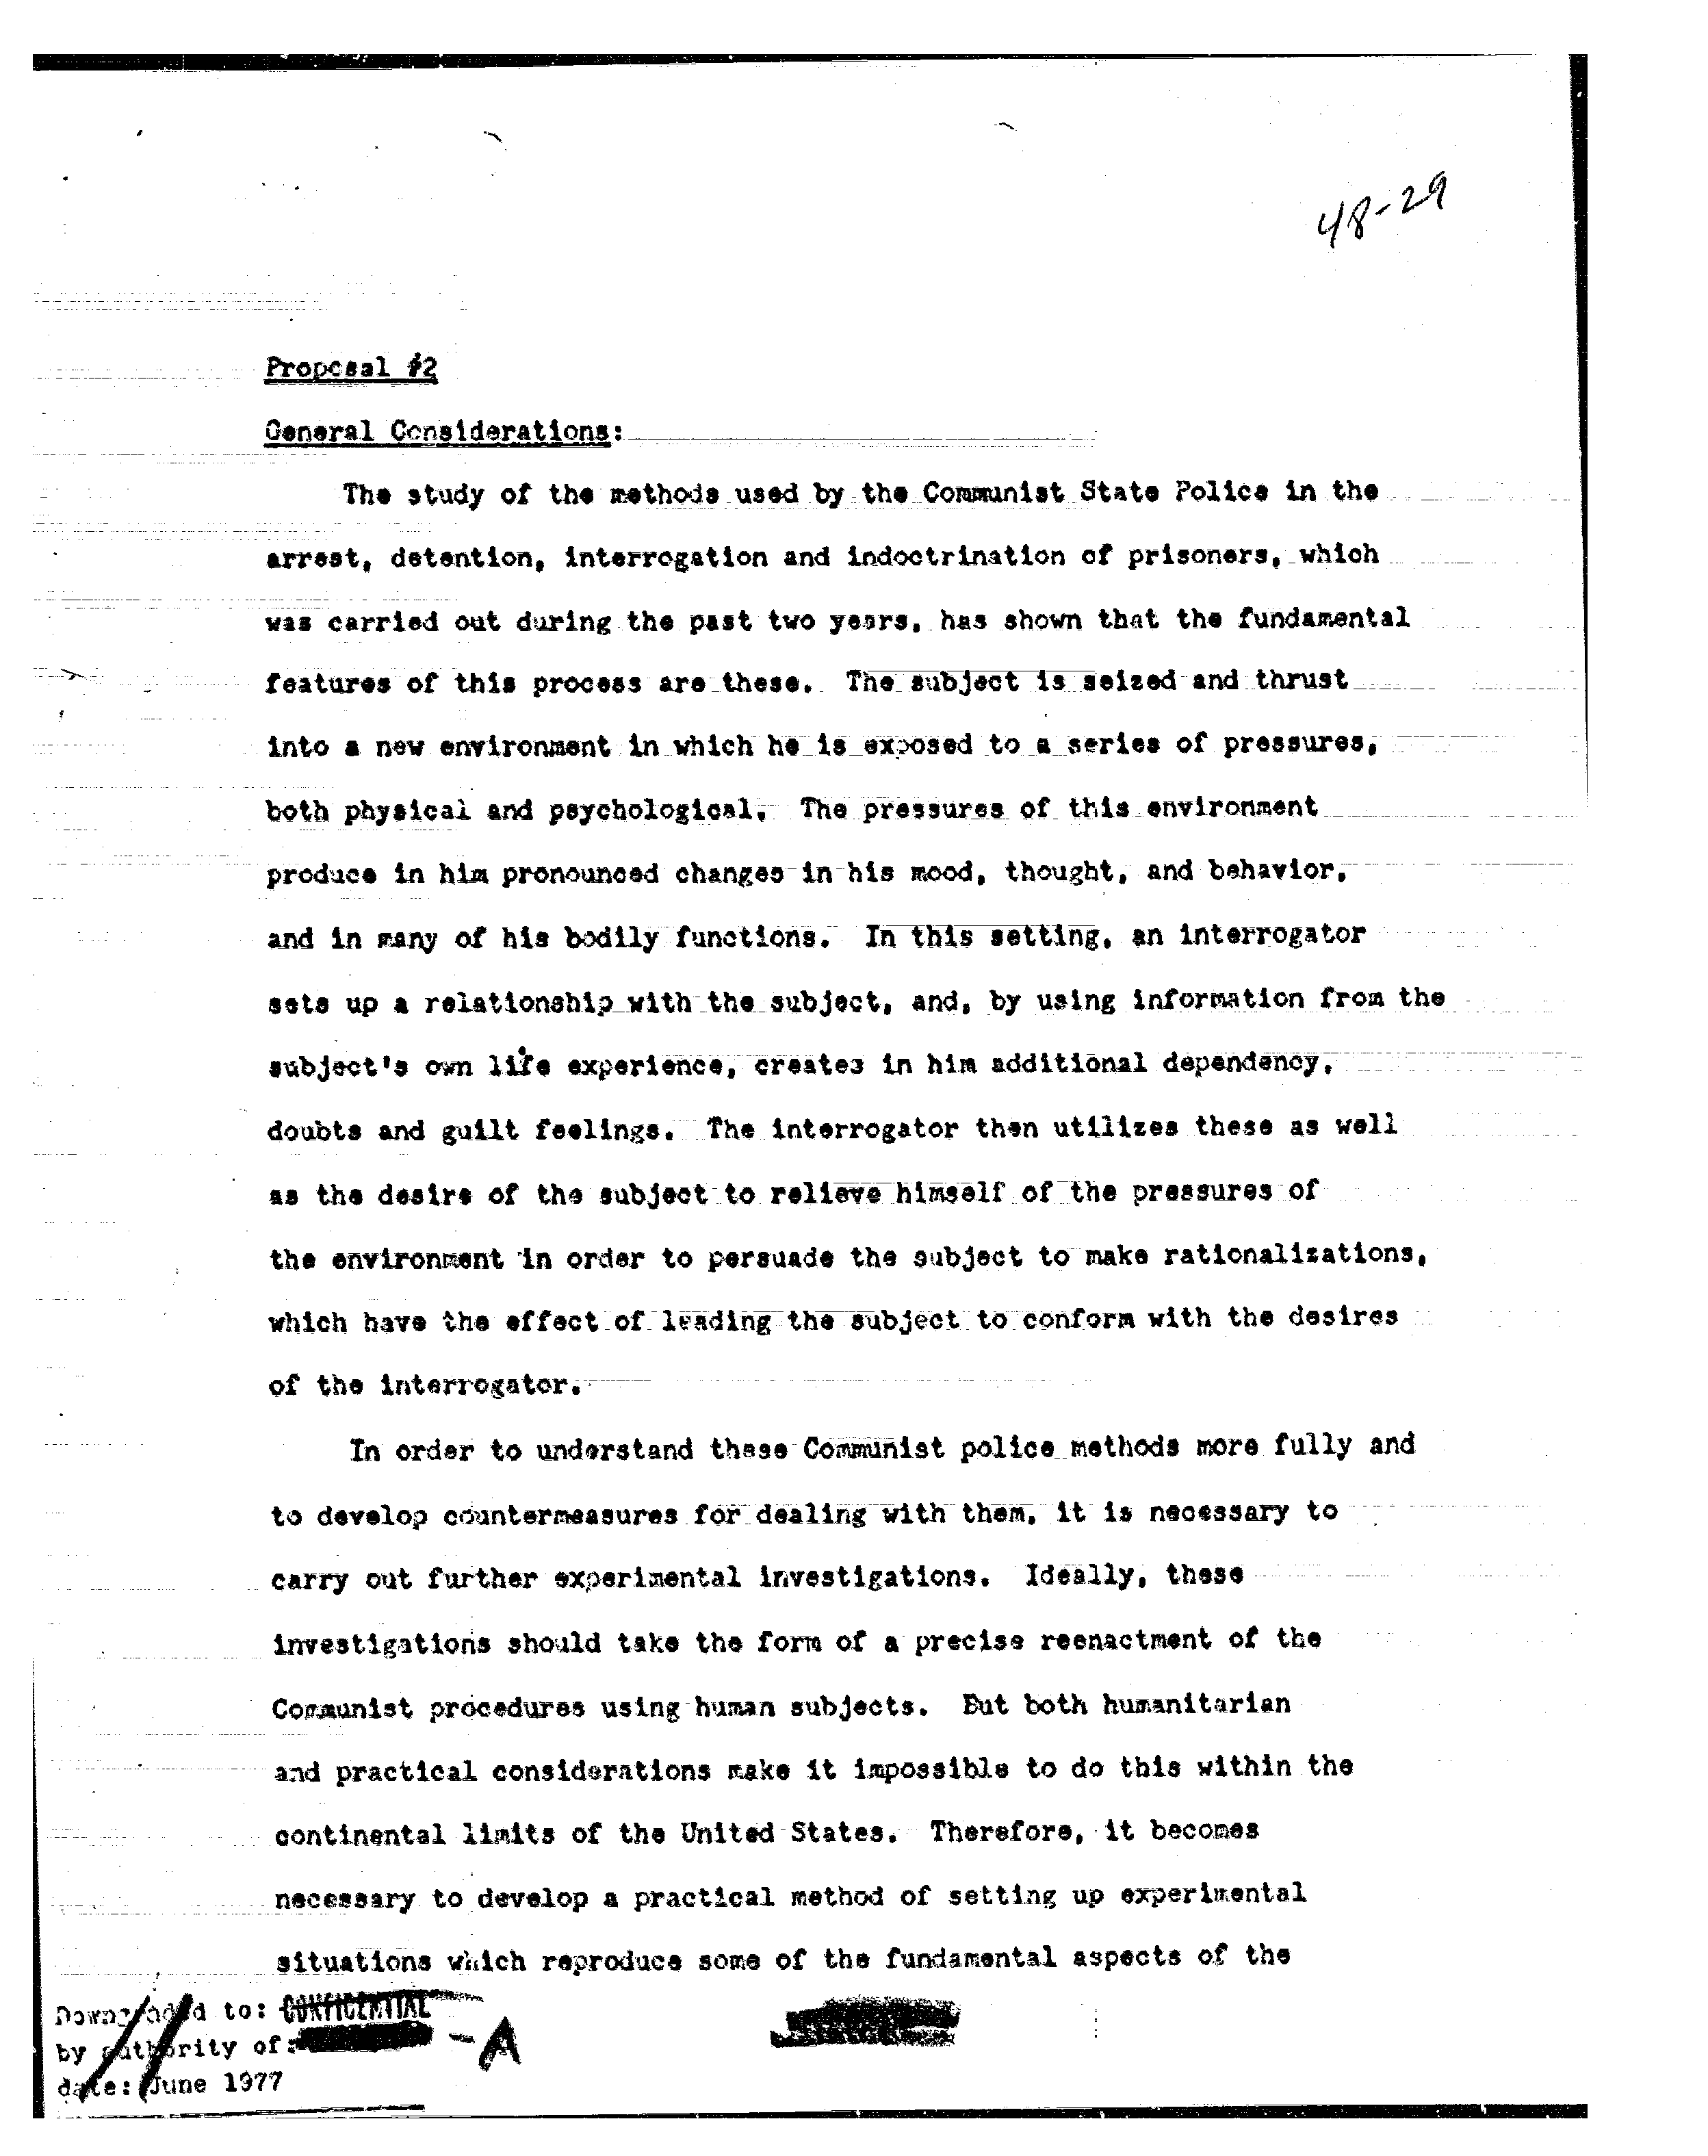 48-29
Proposal #2
General Considerations:
The study of the methods used by the Communist State Police in the
arrest, detention, interrogation and indoctrination of prisoners, which
was carried out during the past two years, has shown that the fundamental
features of this process are these. The subject is seized and thrust
into a new environment in which he is exposed to a series of pressures,
both physical and psychological. The pressures of this environment
produce in him pronounced changes in his mood, thought, and behavior,
and in many of his bodily functions. In this setting, an interrogator
sets up a relationship with the subject, and, by using information from the
subject's own life experience, creates in him additional dependency,
doubts and guilt feelings. The interrogator then utilizes these as well
as the desire of the subject to relieve himself of the pressures of
the environment in order to persuade the subject to make rationalizations,
which have the effect of leading the subject to conform with the desires
of the interrogator.
In order to understand these Communist police methods more fully and
to develop countermeasures for dealing with them, it is necessary to
carry out further experimental investigations. Ideally, these
investigations should take the form of a precise reenactment of the
Communist procedures using human subjects. But both humanitarian
and practical considerations make it impossible to do this within the
continental limits of the United States. Therefore, it becomes
necessary to develop a practical method of setting up experimental
situations which reproduce some of the fundamental aspects of the
Downgraded to: CONFIDENTIAL
by authority of: - A
date: June 1977